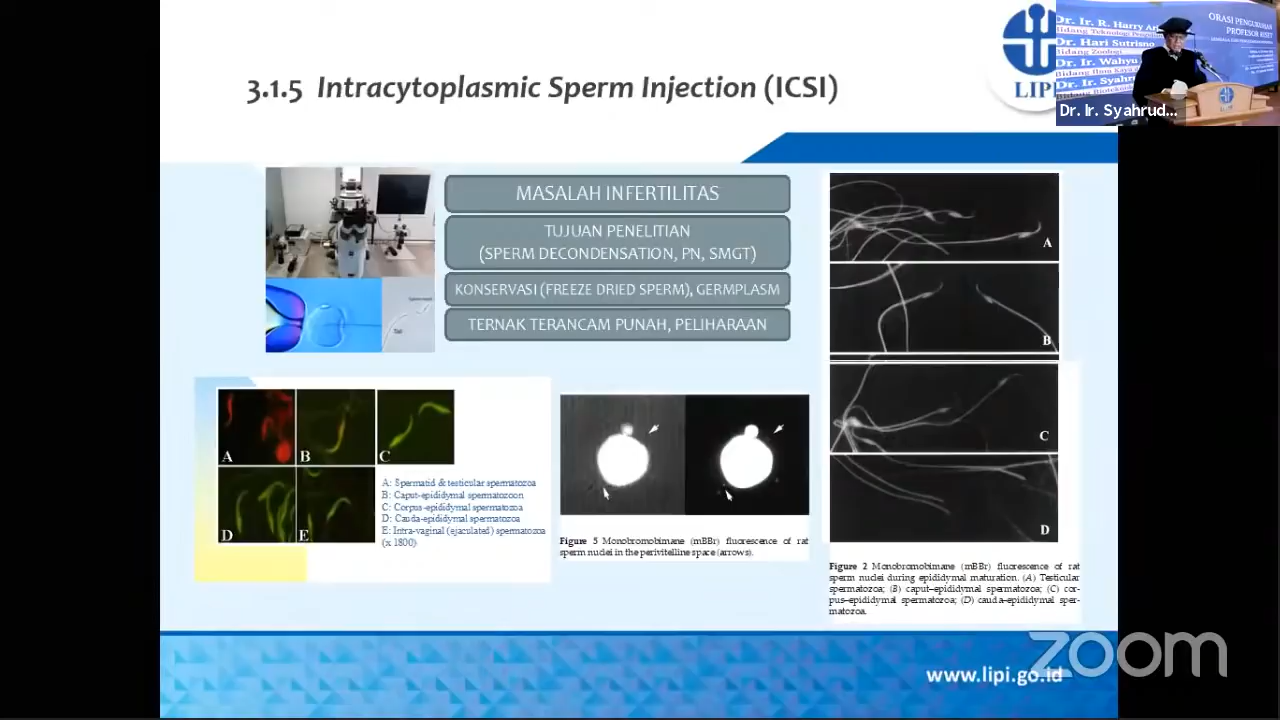 3.1.5 Intracytoplasmic Sperm Injection (ICSI)
LIPI
Dr. Ir. R. Harry
Dr. Hari Sutrisno
Bidang Zoologi
Dr. Ir. Wahyu
Dr. Ir. Syahru
ORASI PENGUKUHAN
PROFESOR RISET
Dr. Ir. Syahrud...
MASALAH INFERTILITAS
TUJUAN PENELITIAN
(SPERM DECONDENSATION, PN, SMGT)
KONSERVASI (FREEZE DRIED SPERM), GERMPLASM
TERNAK TERANCAM PUNAH, PELIHARAAN
Tail
A
B
C
D
A
B
C
D
E
A: Spermatid & testicular spermatozoa
B: Caput-epididymal spermatozoon
C: Corpus-epididymal spermatozoa
D: Cauda-epididymal spermatozoa
E: Intra-vaginal (ejaculated) spermatozoa
(x 1800)
Figure 5 Monobromobimane (mBBr) fluorescence of rat
sperm nuclei in the perivitelline space (arrows).
Figure 2 Monobromobimane (mBBr) fluorescence of rat
sperm nuclei during epididymal maturation. (A) Testicular
spermatozoa; (B) caput–epididymal spermatozoa; (C) cor-
pus–epididymal spermatozoa; (D) cauda–epididymal sper-
matozoa.
www.lipi.go.id
zoom